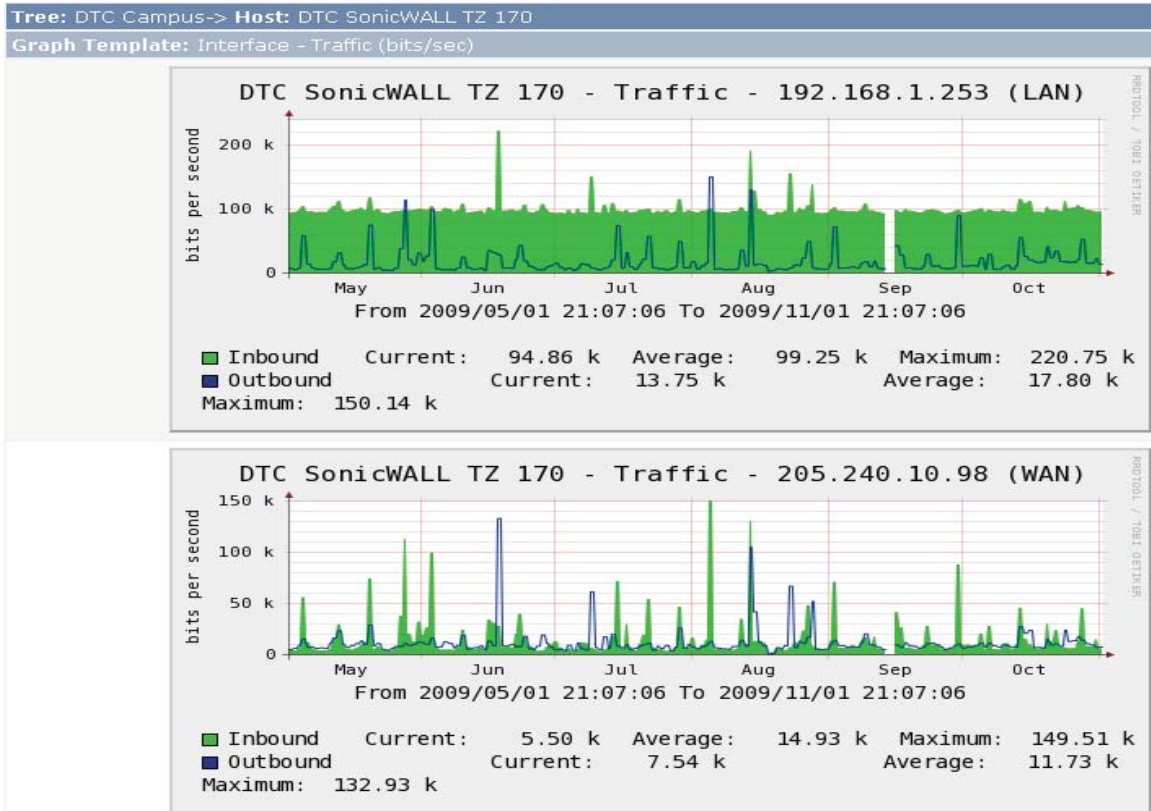 Tree: DTC Campus-> Host: DTC SonicWALL TZ 170
Graph Template: Interface - Traffic (bits/sec)
DTC SonicWALL TZ 170 - Traffic - 192.168.1.253 (LAN)
RRDTOOL / TOBI OETIKER
bits per second
200 k
100 k
0
May Jun Jul Aug Sep Oct
From 2009/05/01 21:07:06 To 2009/11/01 21:07:06
Inbound Current: 94.86 k Average: 99.25 k Maximum: 220.75 k
Outbound Current: 13.75 k Average: 17.80 k
Maximum: 150.14 k
DTC SonicWALL TZ 170 - Traffic - 205.240.10.98 (WAN)
RRDTOOL / TOBI OETIKER
bits per second
150 k
100 k
50 k
0
May Jun Jul Aug Sep Oct
From 2009/05/01 21:07:06 To 2009/11/01 21:07:06
Inbound Current: 5.50 k Average: 14.93 k Maximum: 149.51 k
Outbound Current: 7.54 k Average: 11.73 k
Maximum: 132.93 k